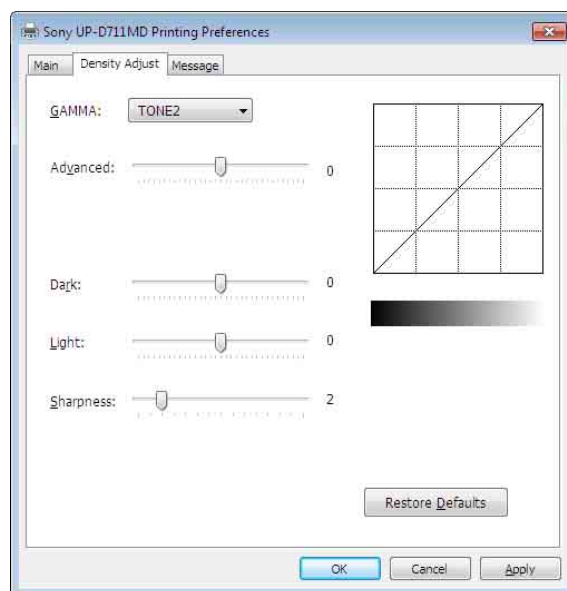 Sony UP-D711MD Printing Preferences
Main Density Adjust Message
GAMMA: TONE2
Advanced: 0
Dark: 0
Light: 0
Sharpness: 2
Restore Defaults
OK Cancel Apply